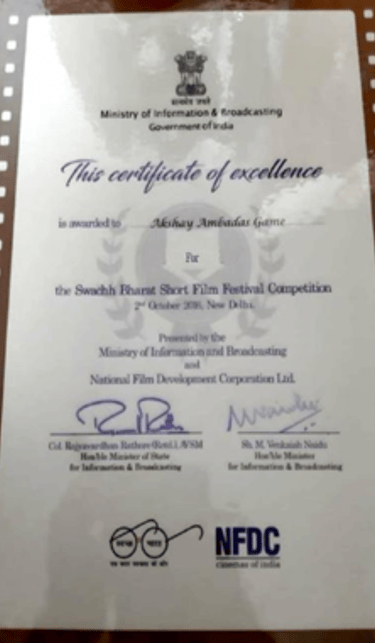 Ministry of Information & Broadcasting
Government of India
This certificate of excellence
is awarded to Akshay Ambadas Game
For
the Swachh Bharat Short Film Festival Competition
2nd October 2016, New Delhi.
Presented by the
Ministry of Information and Broadcasting
and
National Film Development Corporation Ltd.
Col. Rajyavardhan Rathore (Retd.), AVSM
Hon'ble Minister of State
for Information & Broadcasting
Sh. M. Venkaiah Naidu
Hon'ble Minister
for Information & Broadcasting
स्वच्छ भारत
NFDC
cinemas of india